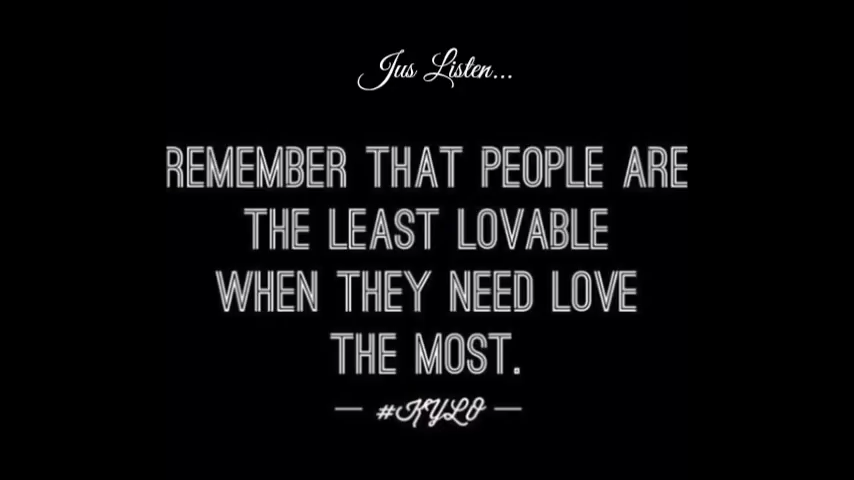 Jus Listen...
REMEMBER THAT PEOPLE ARE
THE LEAST LOVABLE
WHEN THEY NEED LOVE
THE MOST.
— #KYLO —